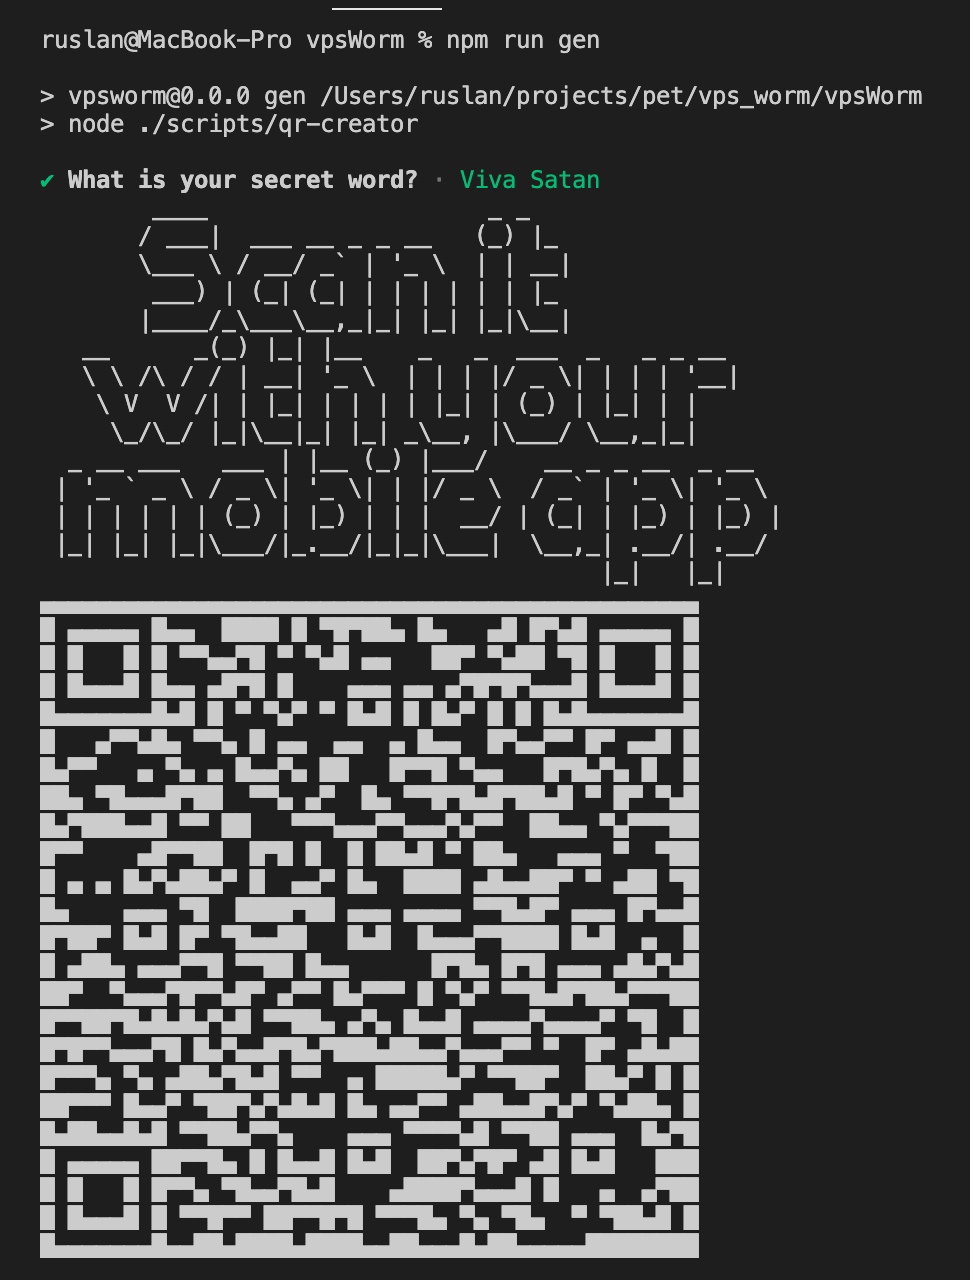 ruslan@MacBook-Pro vpsWorm % npm run gen
> vpsworm@0.0.0 gen /Users/ruslan/projects/pet/vps_worm/vpsWorm
> node ./scripts/qr-creator
✔ What is your secret word? · Viva Satan
Scan it
with your
mobile app